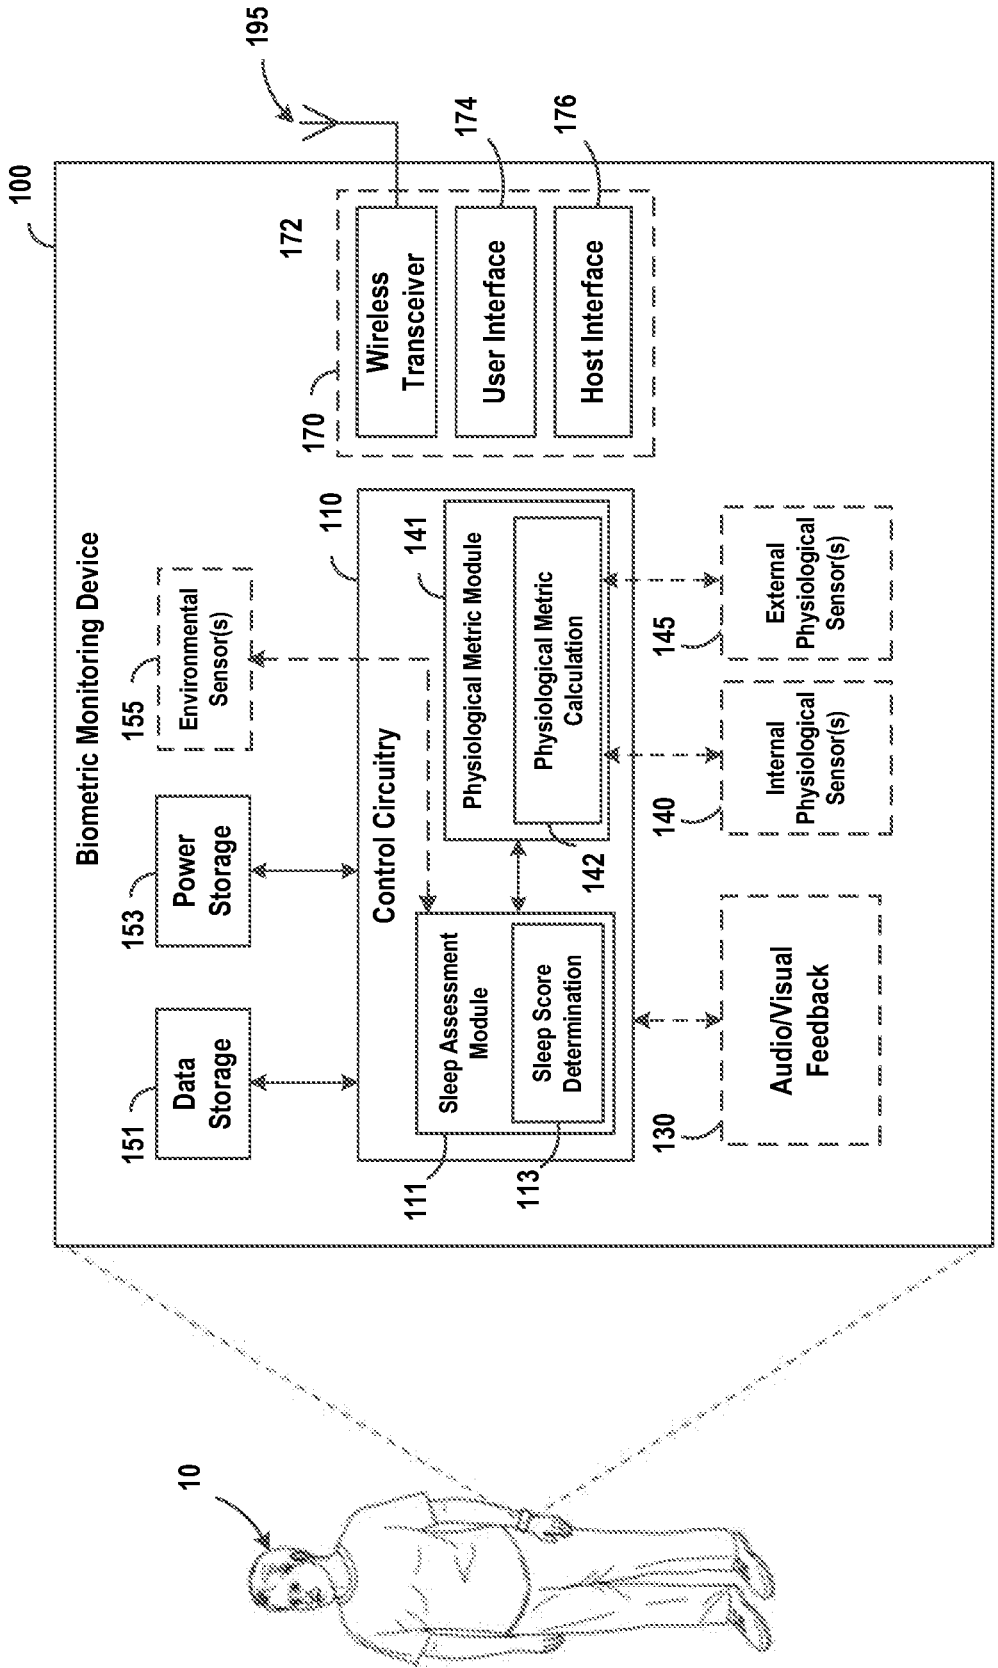 100
195
Biometric Monitoring Device
151
Data
Storage
153
Power
Storage
155
Environmental
Sensor(s)
110
170
172
Wireless
Transceiver
174
User Interface
176
Host Interface
Control Circuitry
111
Sleep Assessment
Module
113
Sleep Score
Determination
141
Physiological Metric Module
142
Physiological Metric
Calculation
130
Audio/Visual
Feedback
140
Internal
Physiological
Sensor(s)
145
External
Physiological
Sensor(s)
10